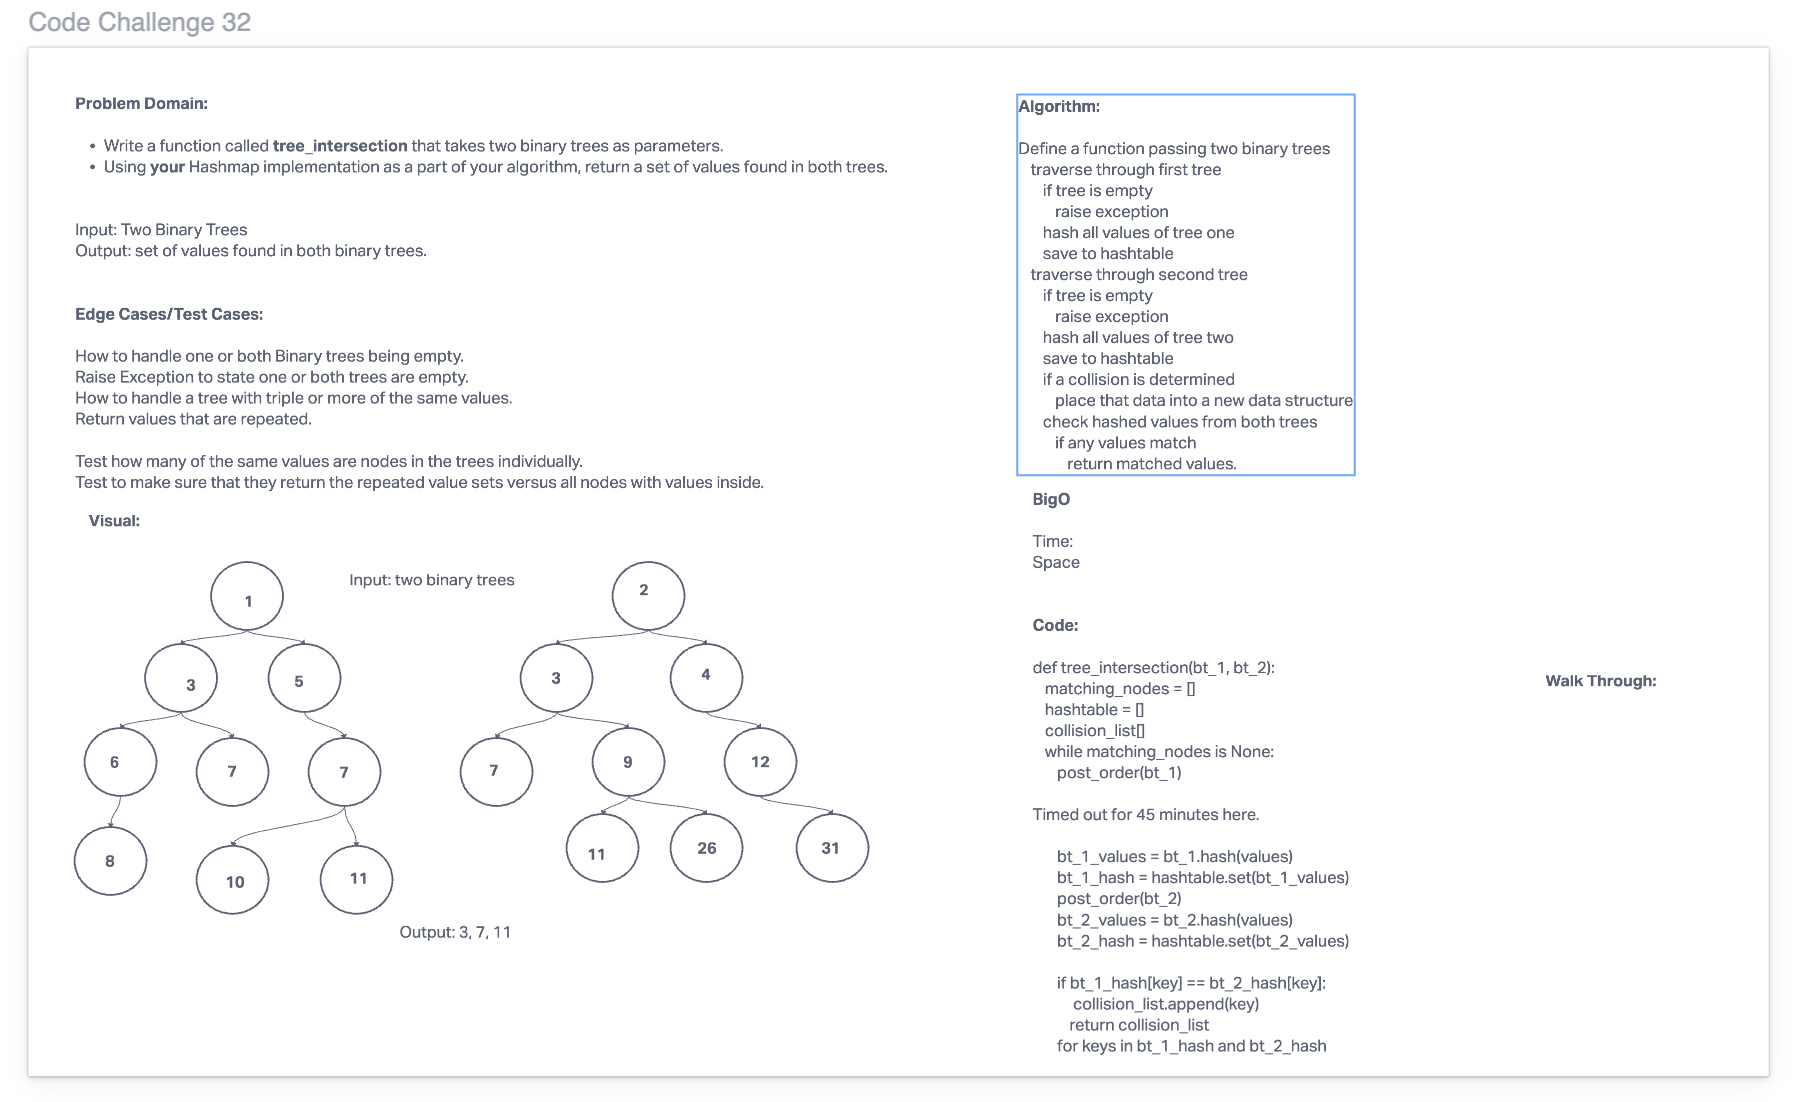 Code Challenge 32
Problem Domain:
• Write a function called tree_intersection that takes two binary trees as parameters.
• Using your Hashmap implementation as a part of your algorithm, return a set of values found in both trees.
Input: Two Binary Trees
Output: set of values found in both binary trees.
Edge Cases/Test Cases:
How to handle one or both Binary trees being empty.
Raise Exception to state one or both trees are empty.
How to handle a tree with triple or more of the same values.
Return values that are repeated.
Test how many of the same values are nodes in the trees individually.
Test to make sure that they return the repeated value sets versus all nodes with values inside.
Visual:
Input: two binary trees
1
3
5
6
7
7
8
10
11
2
3
4
7
9
12
11
26
31
Output: 3, 7, 11
Algorithm:
Define a function passing two binary trees
traverse through first tree
if tree is empty
raise exception
hash all values of tree one
save to hashtable
traverse through second tree
if tree is empty
raise exception
hash all values of tree two
save to hashtable
if a collision is determined
place that data into a new data structure
check hashed values from both trees
if any values match
return matched values.
BigO
Time:
Space
Code:
def tree_intersection(bt_1, bt_2):
matching_nodes = []
hashtable = []
collision_list[]
while matching_nodes is None:
post_order(bt_1)
Timed out for 45 minutes here.
bt_1_values = bt_1.hash(values)
bt_1_hash = hashtable.set(bt_1_values)
post_order(bt_2)
bt_2_values = bt_2.hash(values)
bt_2_hash = hashtable.set(bt_2_values)
if bt_1_hash[key] == bt_2_hash[key]:
collision_list.append(key)
return collision_list
for keys in bt_1_hash and bt_2_hash
Walk Through: